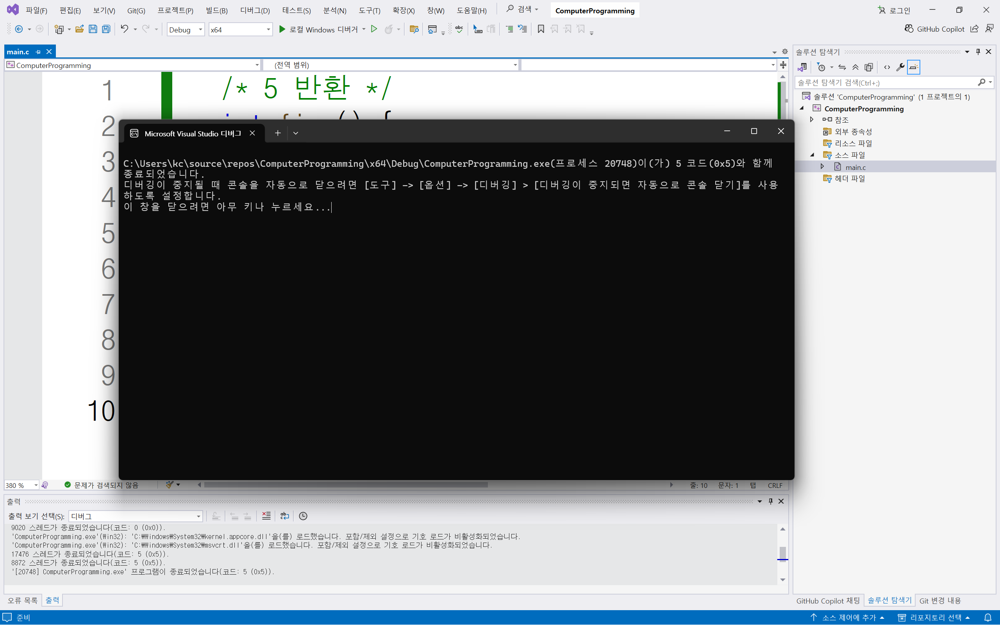 파일(F) 편집(E) 보기(V) Git(G) 프로젝트(P) 빌드(B) 디버그(D) 테스트(S) 분석(N) 도구(T) 확장(X) 창(W) 도움말(H) 검색 ComputerProgramming 로그인
Debug x64 로컬 Windows 디버거 GitHub Copilot
main.c
ComputerProgramming (전역 범위)
1 /* 5 반환 */
2
3
4
5
6
7
8
9
10
Microsoft Visual Studio 디버그
C:\Users\kc\source\repos\ComputerProgramming\x64\Debug\ComputerProgramming.exe(프로세스 20748)이(가) 5 코드(0x5)와 함께
종료되었습니다.
디버깅이 중지될 때 콘솔을 자동으로 닫으려면 [도구] -> [옵션] -> [디버깅] > [디버깅이 중지되면 자동으로 콘솔 닫기]를 사용
하도록 설정합니다.
이 창을 닫으려면 아무 키나 누르세요...
380 % 문제가 검색되지 않음 줄: 10 문자: 1 탭 CRLF
출력
출력 보기 선택(S): 디버그
9020 스레드가 종료되었습니다(코드: 0 (0x0)).
'ComputerProgramming.exe'(Win32): 'C:₩Windows₩System32₩kernel.appcore.dll'을(를) 로드했습니다. 포함/제외 설정으로 기호 로드가 비활성화되었습니다.
'ComputerProgramming.exe'(Win32): 'C:₩Windows₩System32₩msvcrt.dll'을(를) 로드했습니다. 포함/제외 설정으로 기호 로드가 비활성화되었습니다.
17476 스레드가 종료되었습니다(코드: 5 (0x5)).
8872 스레드가 종료되었습니다(코드: 5 (0x5)).
'[20748] ComputerProgramming.exe' 프로그램이 종료되었습니다(코드: 5 (0x5)).
오류 목록 출력
솔루션 탐색기
솔루션 탐색기 검색(Ctrl+;)
솔루션 'ComputerProgramming' (1 프로젝트의 1)
ComputerProgramming
참조
외부 종속성
리소스 파일
소스 파일
main.c
헤더 파일
GitHub Copilot 채팅 솔루션 탐색기 Git 변경 내용
준비 소스 제어에 추가 리포지토리 선택